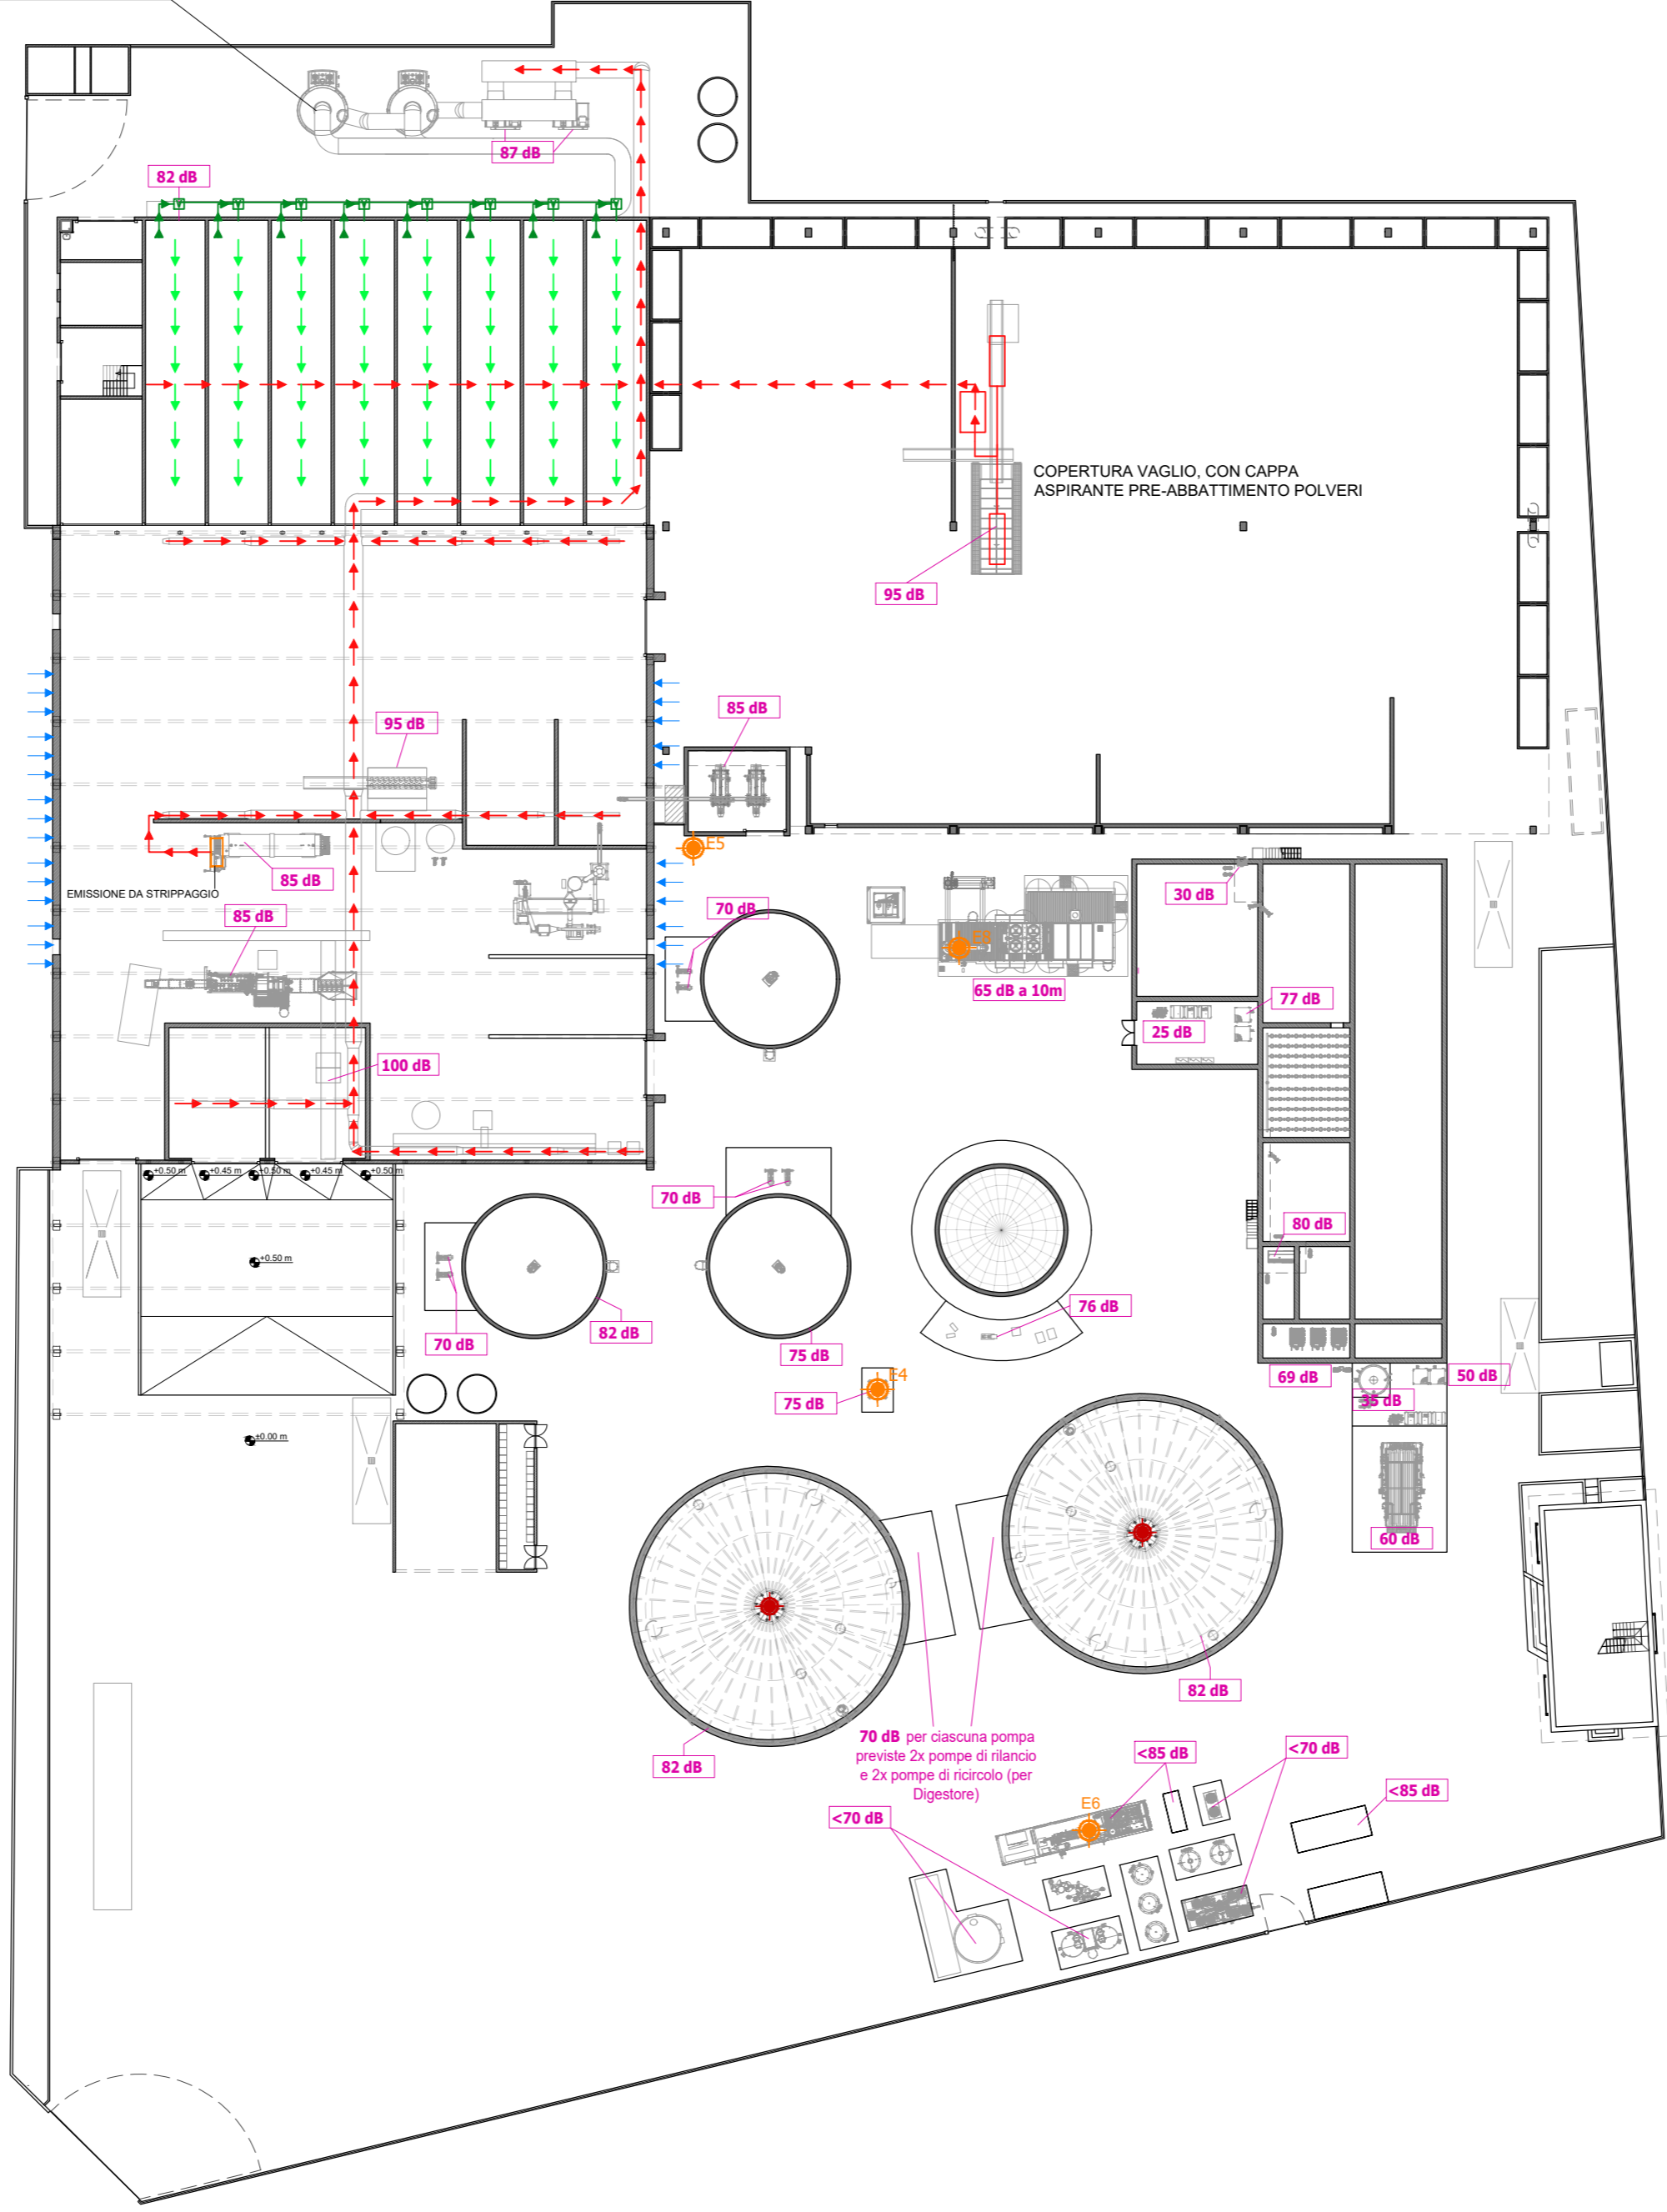 87 dB
82 dB
COPERTURA VAGLIO, CON CAPPA
ASPIRANTE PRE-ABBATTIMENTO POLVERI
95 dB
85 dB
95 dB
E5
85 dB
EMISSIONE DA STRIPPAGGIO
30 dB
85 dB
70 dB
E8
65 dB a 10m
77 dB
25 dB
100 dB
+0.50 m
+0.45 m
+0.50 m
+0.45 m
+0.50 m
70 dB
80 dB
+0.50 m
76 dB
82 dB
70 dB
75 dB
69 dB
50 dB
E4
75 dB
35 dB
±0.00 m
60 dB
82 dB
70 dB per ciascuna pompa
previste 2x pompe di rilancio
e 2x pompe di ricircolo (per
Digestore)
82 dB
<85 dB
<70 dB
<85 dB
E6
<70 dB